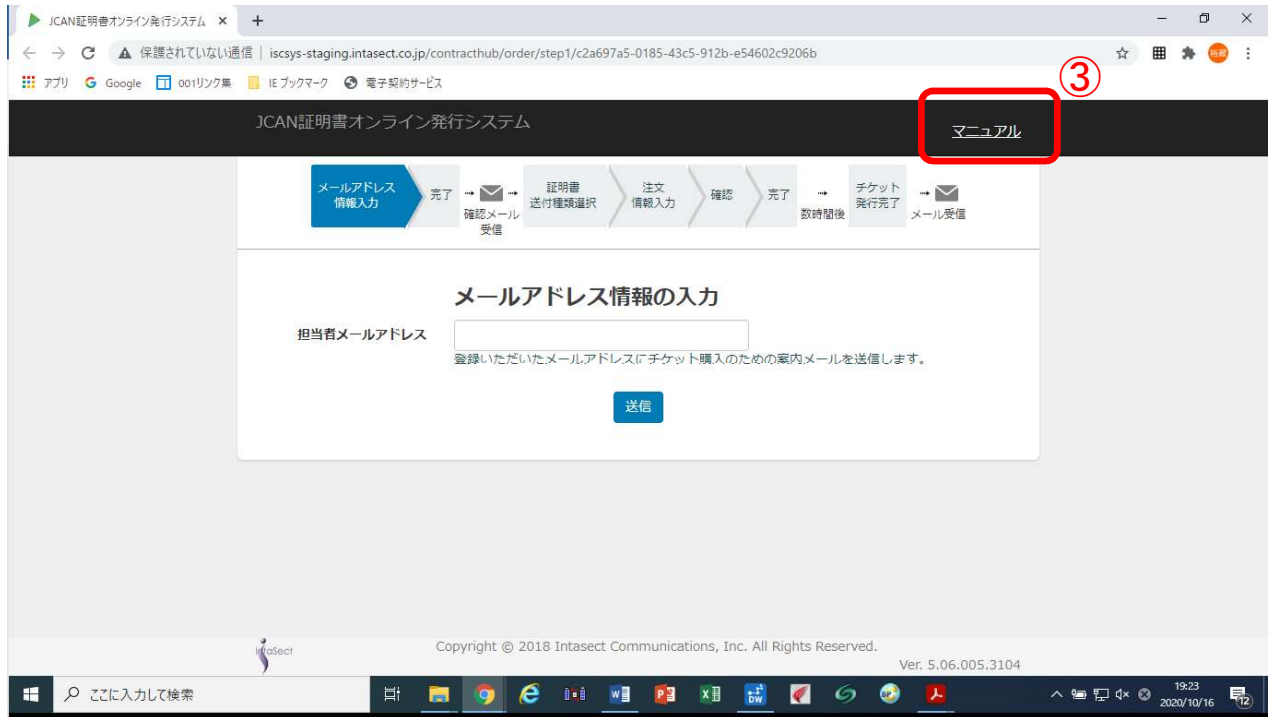 JCAN証明書オンライン発行システム
保護されていない通信 | iscsys-staging.intasect.co.jp/contracthub/order/step1/c2a697a5-0185-43c5-912b-e54602c9206b
アプリ Google 001リンク集 IE ブックマーク 電子契約サービス
③
JCAN証明書オンライン発行システム
マニュアル
メールアドレス
情報入力
完了
確認メール
受信
証明書
送付種類選択
注文
情報入力
確認
完了
数時間後
チケット
発行完了
メール受信
メールアドレス情報の入力
担当者メールアドレス
登録いただいたメールアドレスにチケット購入のための案内メールを送信します。
送信
IntaSect
Copyright © 2018 Intasect Communications, Inc. All Rights Reserved.
Ver. 5.06.005.3104
ここに入力して検索
19:23
2020/10/16
12